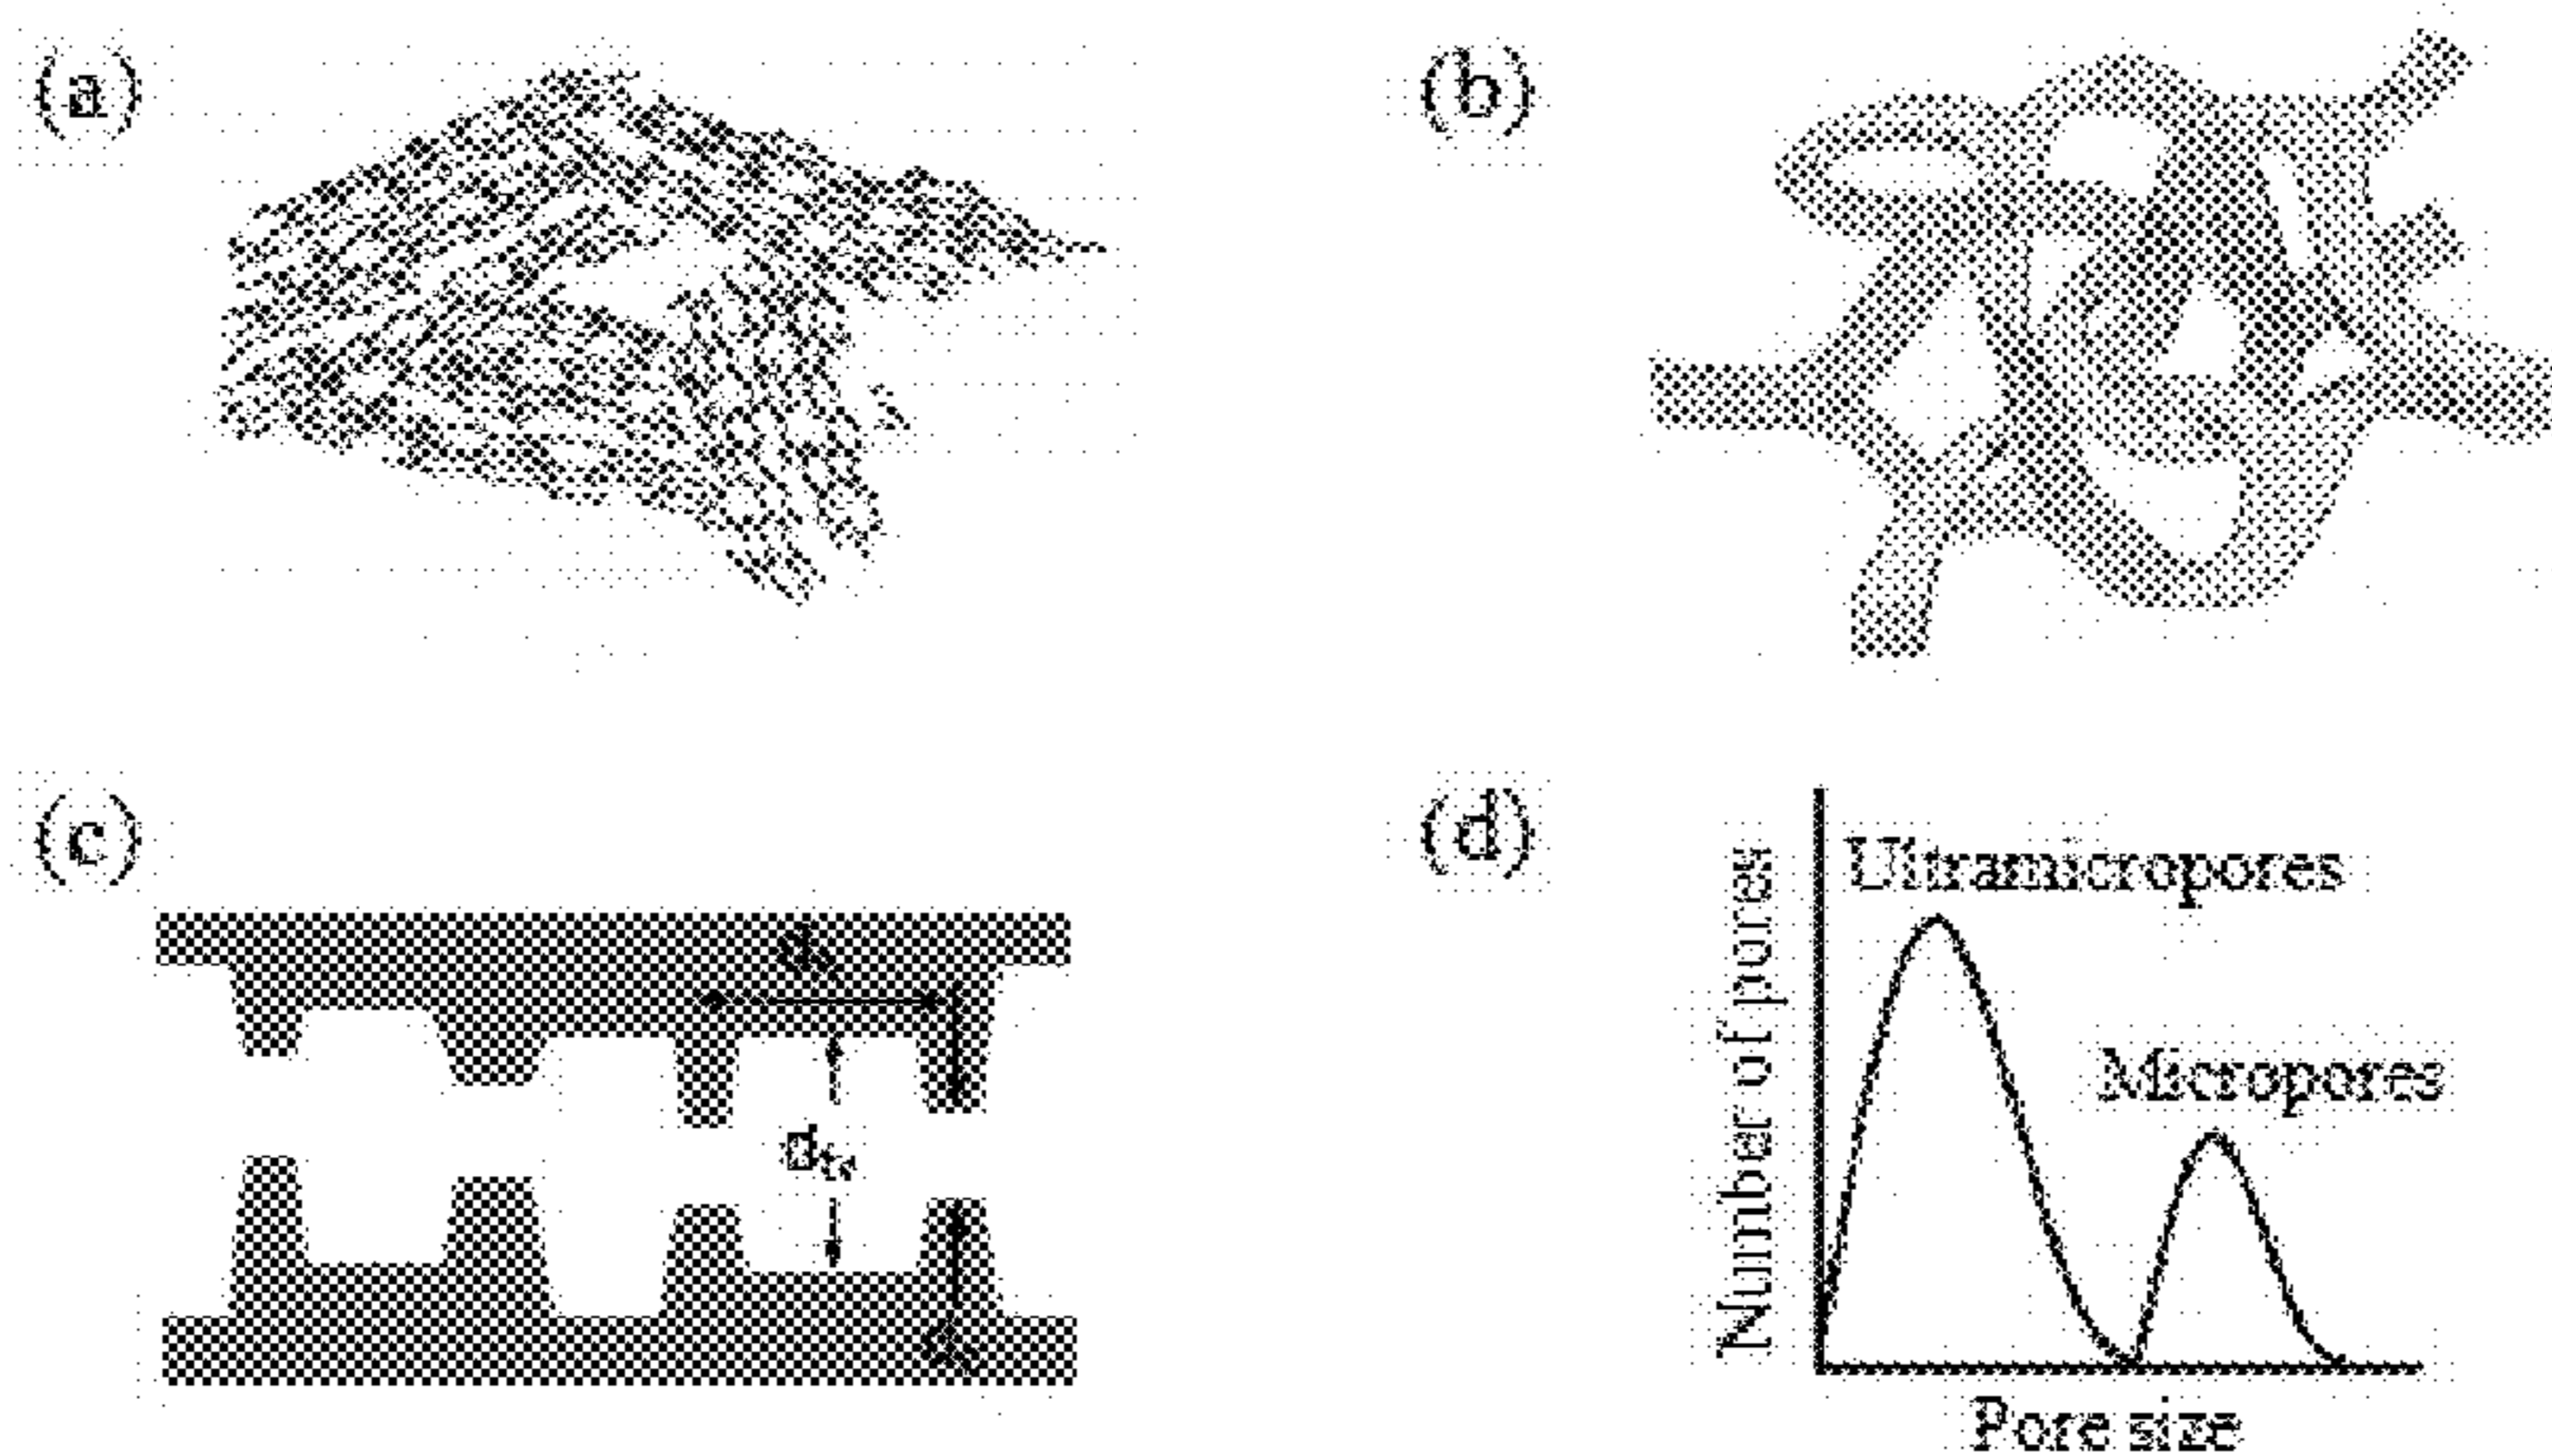 (a)
(b)
(c)
(d)
Ultramicropores
Micropores
Number of pores
Pore size